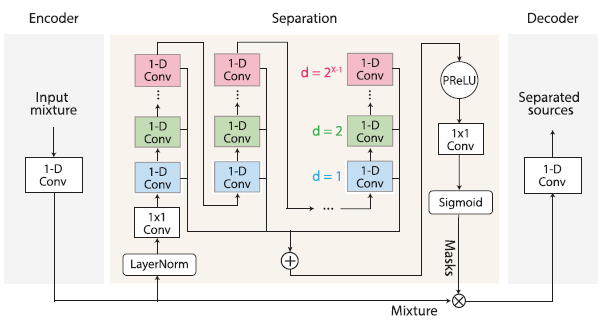 Encoder
Separation
Decoder
Input
mixture
1-D
Conv
1-D
Conv
...
1-D
Conv
1-D
Conv
1x1
Conv
LayerNorm
1-D
Conv
...
1-D
Conv
1-D
Conv
...
d = 2^{X-1}
d = 2
d = 1
1-D
Conv
...
1-D
Conv
1-D
Conv
+
PReLU
1x1
Conv
Sigmoid
Masks
Mixture
⊗
Separated
sources
1-D
Conv